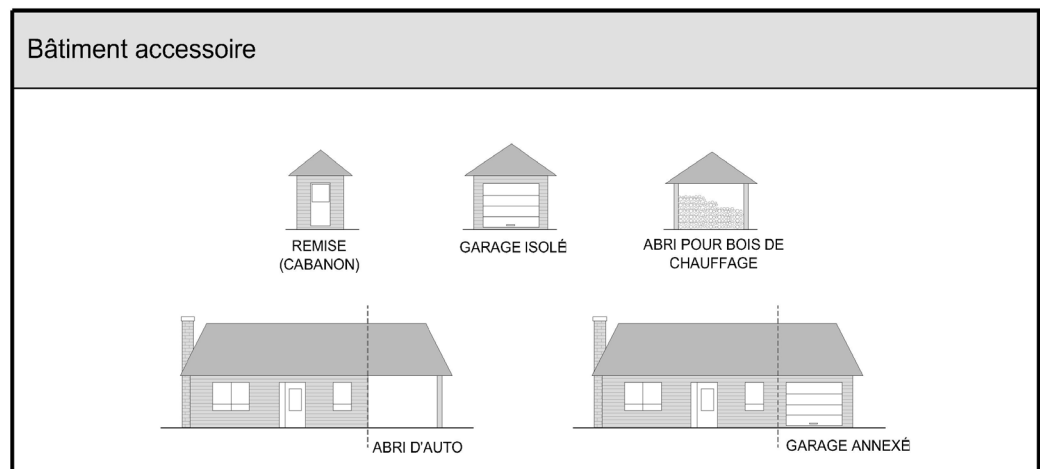 Bâtiment accessoire
REMISE
(CABANON)
GARAGE ISOLÉ
ABRI POUR BOIS DE
CHAUFFAGE
ABRI D'AUTO
GARAGE ANNEXÉ